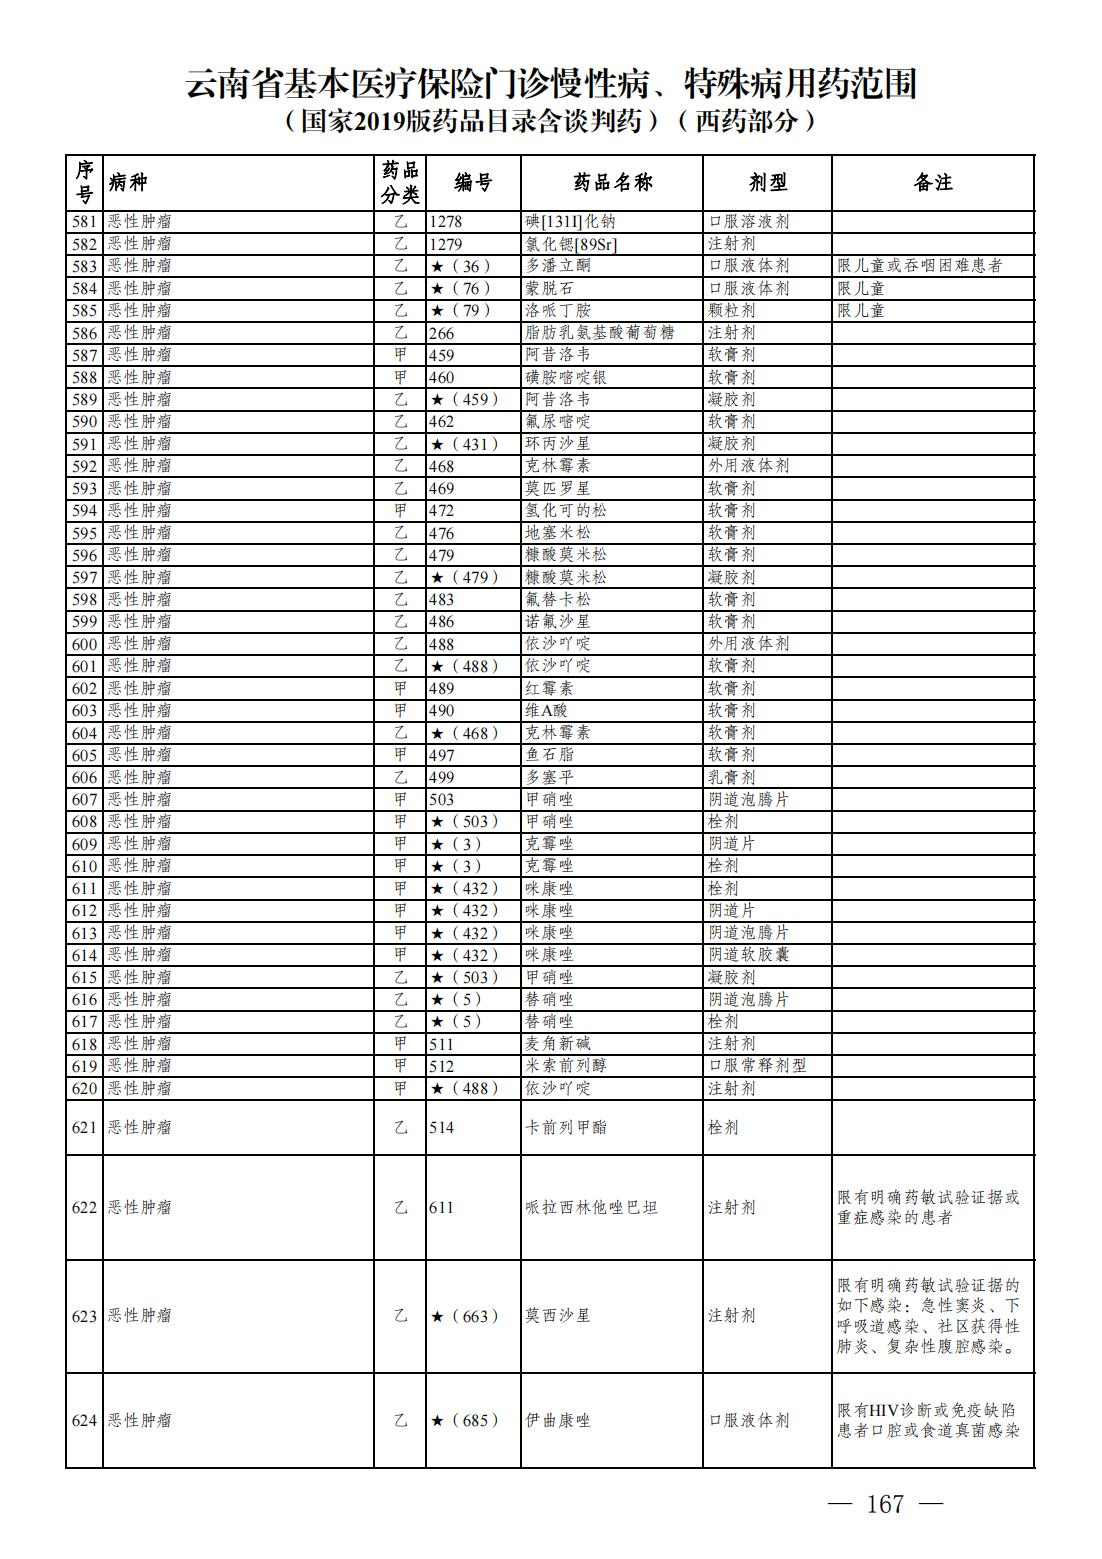 云南省基本医疗保险门诊慢性病、特殊病用药范围
（国家2019版药品目录含谈判药）（西药部分）
序号 病种 药品分类 编号 药品名称 剂型 备注
581 恶性肿瘤 乙 1278 碘[131I]化钠 口服溶液剂
582 恶性肿瘤 乙 1279 氯化锶[89Sr] 注射剂
583 恶性肿瘤 乙 ★（36） 多潘立酮 口服液体剂 限儿童或吞咽困难患者
584 恶性肿瘤 乙 ★（76） 蒙脱石 口服液体剂 限儿童
585 恶性肿瘤 乙 ★（79） 洛哌丁胺 颗粒剂 限儿童
586 恶性肿瘤 乙 266 脂肪乳氨基酸葡萄糖 注射剂
587 恶性肿瘤 甲 459 阿昔洛韦 软膏剂
588 恶性肿瘤 甲 460 磺胺嘧啶银 软膏剂
589 恶性肿瘤 乙 ★（459） 阿昔洛韦 凝胶剂
590 恶性肿瘤 乙 462 氟尿嘧啶 软膏剂
591 恶性肿瘤 乙 ★（431） 环丙沙星 凝胶剂
592 恶性肿瘤 乙 468 克林霉素 外用液体剂
593 恶性肿瘤 乙 469 莫匹罗星 软膏剂
594 恶性肿瘤 甲 472 氢化可的松 软膏剂
595 恶性肿瘤 乙 476 地塞米松 软膏剂
596 恶性肿瘤 乙 479 糠酸莫米松 软膏剂
597 恶性肿瘤 乙 ★（479） 糠酸莫米松 凝胶剂
598 恶性肿瘤 乙 483 氟替卡松 软膏剂
599 恶性肿瘤 乙 486 诺氟沙星 软膏剂
600 恶性肿瘤 乙 488 依沙吖啶 外用液体剂
601 恶性肿瘤 乙 ★（488） 依沙吖啶 软膏剂
602 恶性肿瘤 甲 489 红霉素 软膏剂
603 恶性肿瘤 甲 490 维A酸 软膏剂
604 恶性肿瘤 乙 ★（468） 克林霉素 软膏剂
605 恶性肿瘤 甲 497 鱼石脂 软膏剂
606 恶性肿瘤 乙 499 多塞平 乳膏剂
607 恶性肿瘤 甲 503 甲硝唑 阴道泡腾片
608 恶性肿瘤 甲 ★（503） 甲硝唑 栓剂
609 恶性肿瘤 甲 ★（3） 克霉唑 阴道片
610 恶性肿瘤 甲 ★（3） 克霉唑 栓剂
611 恶性肿瘤 甲 ★（432） 咪康唑 栓剂
612 恶性肿瘤 甲 ★（432） 咪康唑 阴道片
613 恶性肿瘤 甲 ★（432） 咪康唑 阴道泡腾片
614 恶性肿瘤 甲 ★（432） 咪康唑 阴道软胶囊
615 恶性肿瘤 乙 ★（503） 甲硝唑 凝胶剂
616 恶性肿瘤 乙 ★（5） 替硝唑 阴道泡腾片
617 恶性肿瘤 乙 ★（5） 替硝唑 栓剂
618 恶性肿瘤 甲 511 麦角新碱 注射剂
619 恶性肿瘤 甲 512 米索前列醇 口服常释剂型
620 恶性肿瘤 甲 ★（488） 依沙吖啶 注射剂
621 恶性肿瘤 乙 514 卡前列甲酯 栓剂
622 恶性肿瘤 乙 611 哌拉西林他唑巴坦 注射剂 限有明确药敏试验证据或
重症感染的患者
623 恶性肿瘤 乙 ★（663） 莫西沙星 注射剂 限有明确药敏试验证据的
如下感染：急性窦炎、下
呼吸道感染、社区获得性
肺炎、复杂性腹腔感染。
624 恶性肿瘤 乙 ★（685） 伊曲康唑 口服液体剂 限有HIV诊断或免疫缺陷
患者口腔或食道真菌感染
— 167 —